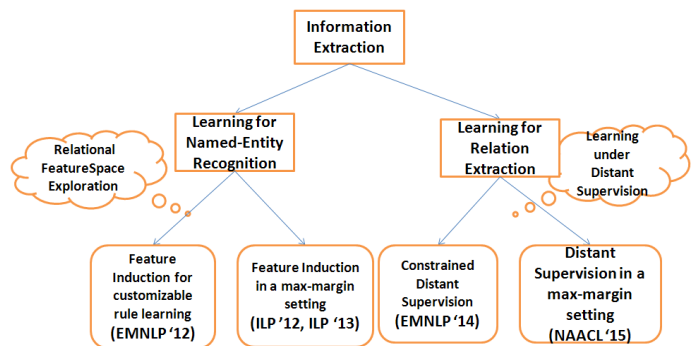 Information
Extraction
Learning for
Named-Entity
Recognition
Learning for
Relation
Extraction
Relational
FeatureSpace
Exploration
Learning
under
Distant
Supervision
Feature
Induction for
customizable
rule learning
(EMNLP ‘12)
Feature Induction
in a max-margin
setting
(ILP ’12, ILP ‘13)
Constrained
Distant
Supervision
(EMNLP ‘14)
Distant
Supervision in a
max-margin
setting
(NAACL ‘15)